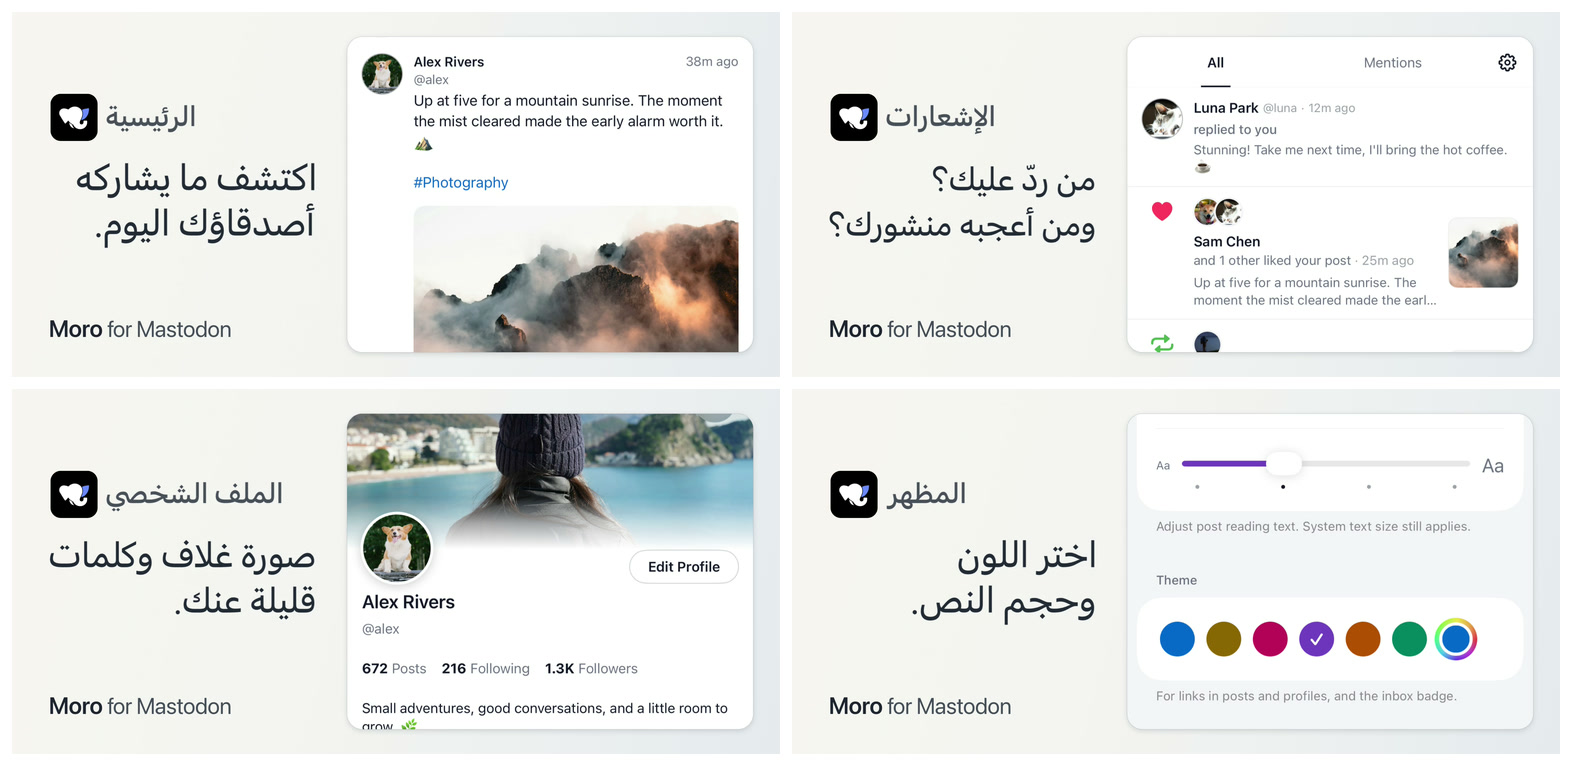 الرئيسية
اكتشف ما يشاركه
أصدقاؤك اليوم.
Moro for Mastodon
Alex Rivers
38m ago
@alex
Up at five for a mountain sunrise. The moment
the mist cleared made the early alarm worth it.
#Photography
الإشعارات
من ردّ عليك؟
ومن أعجبه منشورك؟
Moro for Mastodon
All
Mentions
Luna Park @luna · 12m ago
replied to you
Stunning! Take me next time, I'll bring the hot coffee.
Sam Chen
and 1 other liked your post · 25m ago
Up at five for a mountain sunrise. The
moment the mist cleared made the earl...
الملف الشخصي
صورة غلاف وكلمات
قليلة عنك.
Moro for Mastodon
Edit Profile
Alex Rivers
@alex
672 Posts 216 Following 1.3K Followers
Small adventures, good conversations, and a little room to
grow.
المظهر
اختر اللون
وحجم النص.
Moro for Mastodon
Aa
Aa
Adjust post reading text. System text size still applies.
Theme
For links in posts and profiles, and the inbox badge.